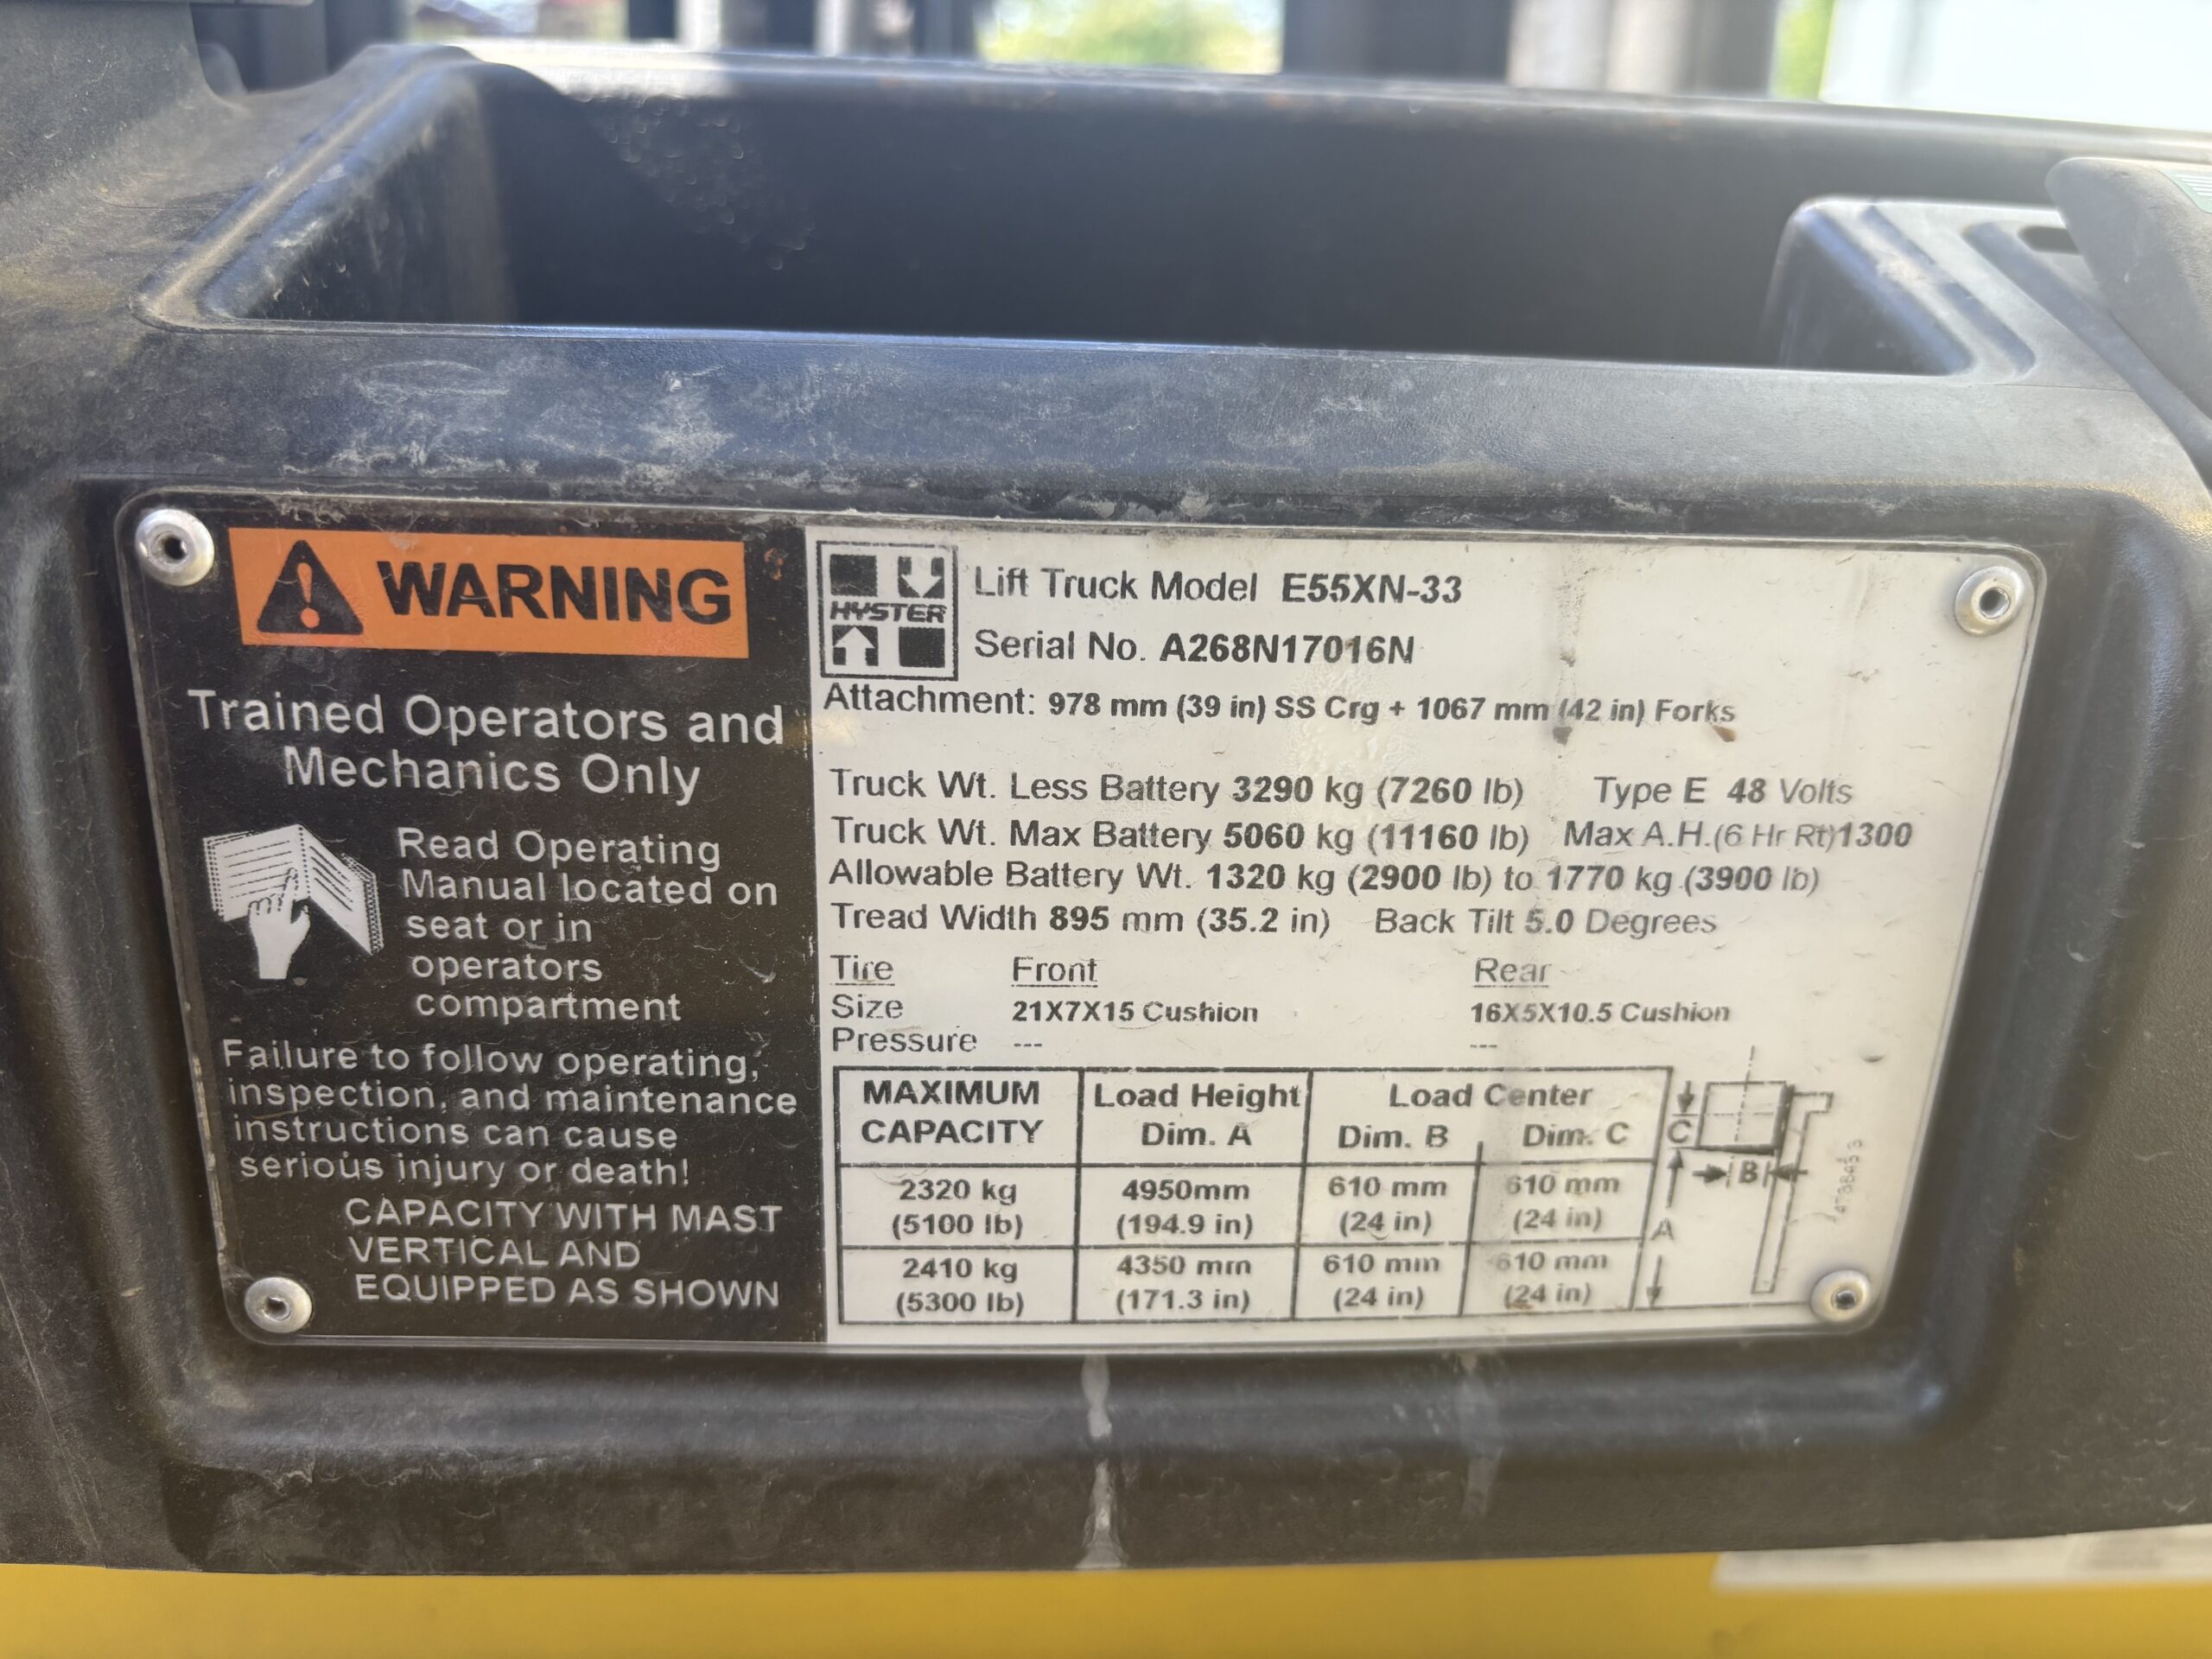 WARNING
Trained Operators and
Mechanics Only
Read Operating
Manual located on
seat or in
operators
compartment
Failure to follow operating,
inspection, and maintenance
instructions can cause
serious injury or death!
CAPACITY WITH MAST
VERTICAL AND
EQUIPPED AS SHOWN
HYSTER
Lift Truck Model E55XN-33
Serial No. A268N17016N
Attachment: 978 mm (39 in) SS Crg + 1067 mm (42 in) Forks
Truck Wt. Less Battery 3290 kg (7260 lb) Type E 48 Volts
Truck Wt. Max Battery 5060 kg (11160 lb) Max A.H.(6 Hr Rt)1300
Allowable Battery Wt. 1320 kg (2900 lb) to 1770 kg (3900 lb)
Tread Width 895 mm (35.2 in) Back Tilt 5.0 Degrees
Tire Front Rear
Size 21X7X15 Cushion 16X5X10.5 Cushion
Pressure --- ---
MAXIMUM Load Height Load Center
CAPACITY Dim. A Dim. B Dim. C
2320 kg 4950mm 610 mm 610 mm
(5100 lb) (194.9 in) (24 in) (24 in)
2410 kg 4350 mm 610 mm 610 mm
(5300 lb) (171.3 in) (24 in) (24 in)
C
B
A